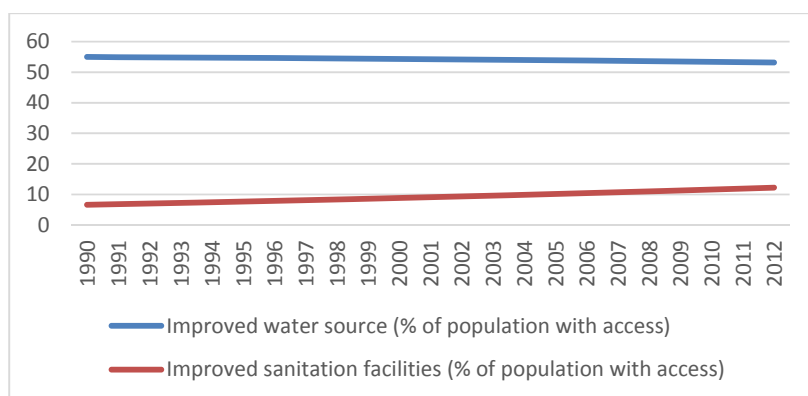 60
50
40
30
20
10
0
1990 1991 1992 1993 1994 1995 1996 1997 1998 1999 2000 2001 2002 2003 2004 2005 2006 2007 2008 2009 2010 2011 2012
Improved water source (% of population with access)
Improved sanitation facilities (% of population with access)